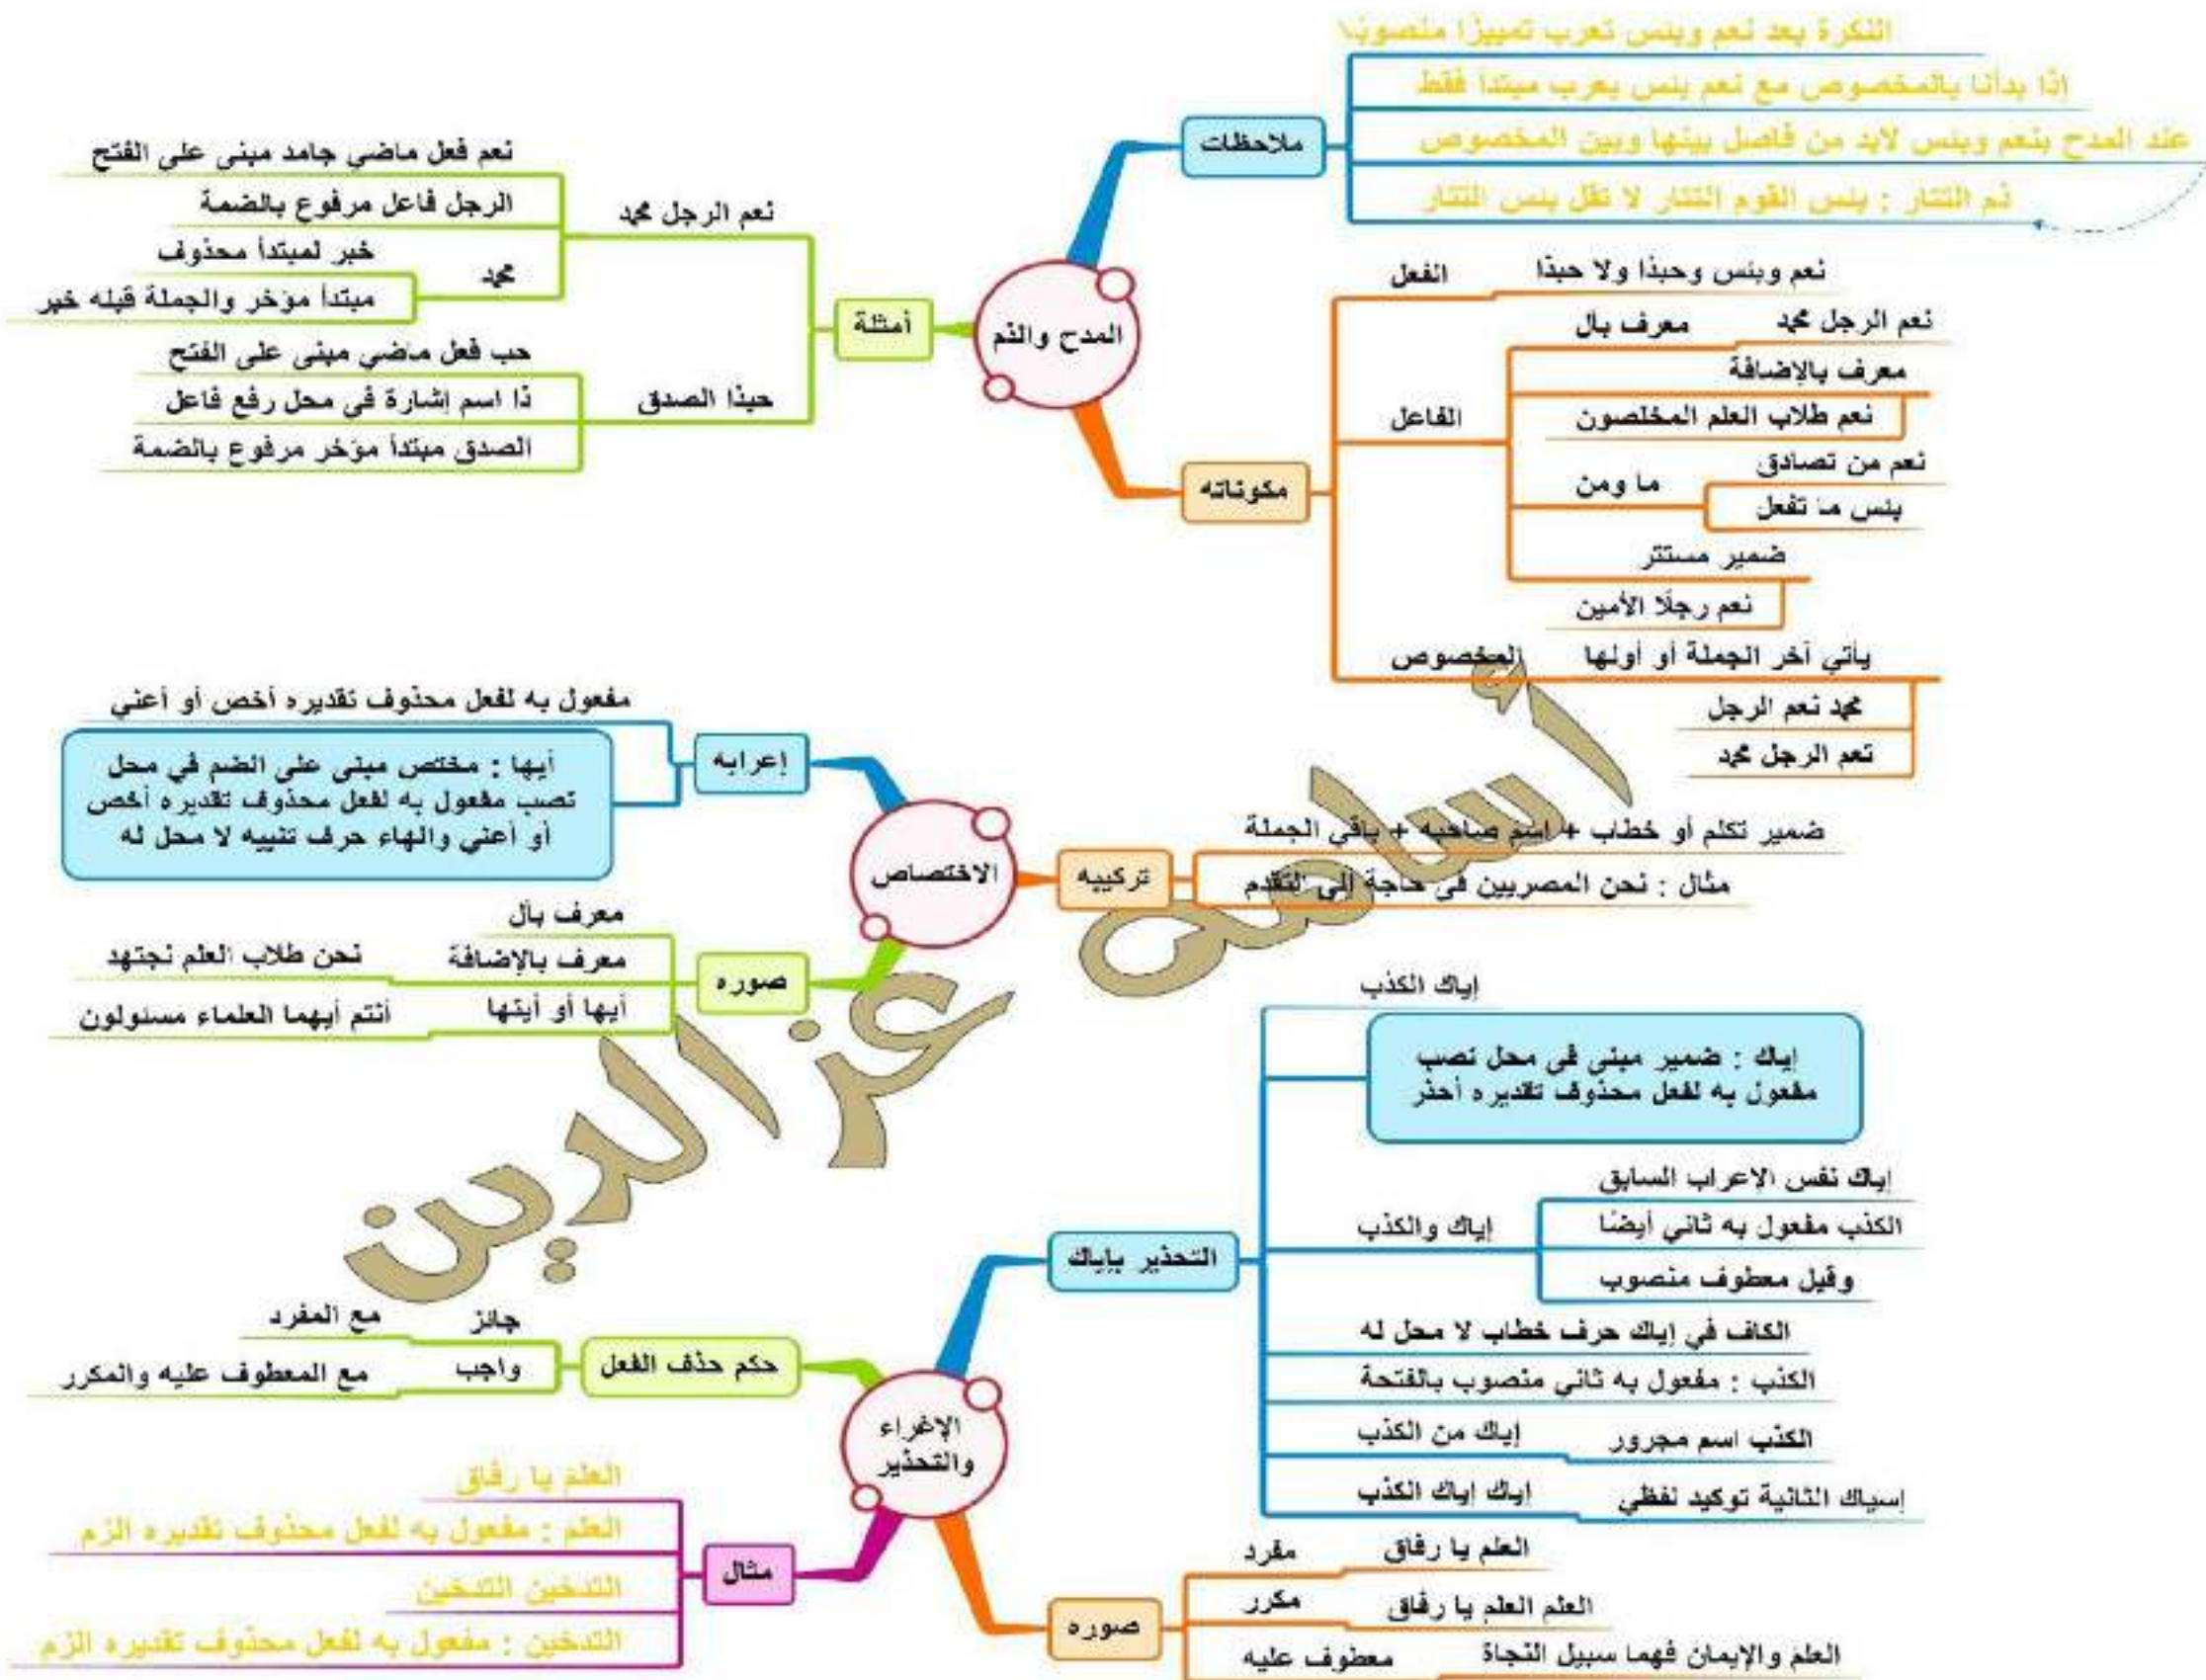 المدح والذم
ملاحظات
النكرة بعد نعم وبئس تعرب تمييزًا منصوبًا
إذا بدأنا بالمخصوص مع نعم بئس يعرب مبتدا فقط
عند المدح بنعم وبئس لابد من فاصل بينها وبين المخصوص
ذم التتار : بئس القوم التتار لا تقل بئس التتار
مكوناته
الفعل
نعم وبئس وحبذا ولا حبذا
الفاعل
معرف بال
نعم الرجل محمد
معرف بالإضافة
نعم طلاب العلم المخلصون
ما ومن
نعم من تصادق
بئس ما تفعل
ضمير مستتر
نعم رجلًا الأمين
المخصوص
يأتي آخر الجملة أو أولها
محمد نعم الرجل
نعم الرجل محمد
أمثلة
نعم الرجل محمد
نعم فعل ماضي جامد مبنى على الفتح
الرجل فاعل مرفوع بالضمة
محمد
خبر لمبتدأ محذوف
مبتدأ مؤخر والجملة قبله خبر
حبذا الصدق
حب فعل ماضي مبنى على الفتح
ذا اسم إشارة في محل رفع فاعل
الصدق مبتدأ مؤخر مرفوع بالضمة
الاختصاص
إعرابه
مفعول به لفعل محذوف تقديره أخص أو أعني
أيها : مختص مبنى على الضم في محل
نصب مفعول به لفعل محذوف تقديره أخص
أو أعني والهاء حرف تنبيه لا محل له
تركيبه
ضمير تكلم أو خطاب + اسم صاحبه + باقي الجملة
مثال : نحن المصريين فى حاجة إلى التقدم
صوره
معرف بأل
معرف بالإضافة
نحن طلاب العلم نجتهد
أيها أو أيتها
أنتم أيهما العلماء مسئولون
أسامه عز الدين
الإغراء
والتحذير
التحذير بإياك
إياك الكذب
إياك : ضمير مبنى فى محل نصب
مفعول به لفعل محذوف تقديره أحذر
إياك والكذب
إياك نفس الاعراب السابق
الكذب مفعول به ثاني أيضًا
وقيل معطوف منصوب
الكاف في إياك حرف خطاب لا محل له
الكذب : مفعول به ثاني منصوب بالفتحة
إياك من الكذب
الكذب اسم مجرور
إياك إياك الكذب
إسياك الثانية توكيد لفظي
صوره
مفرد
العلم يا رفاق
مكرر
العلم العلم يا رفاق
معطوف عليه
العلم والإيمان فهما سبيل النجاة
حكم حذف الفعل
جائز
مع المفرد
واجب
مع المعطوف عليه والمكرر
مثال
العلم يا رفاق
العلم : مفعول به لفعل محذوف تقديره الزم
التدخين التدخين
التدخين : مفعول به لفعل محذوف تقديره الزم